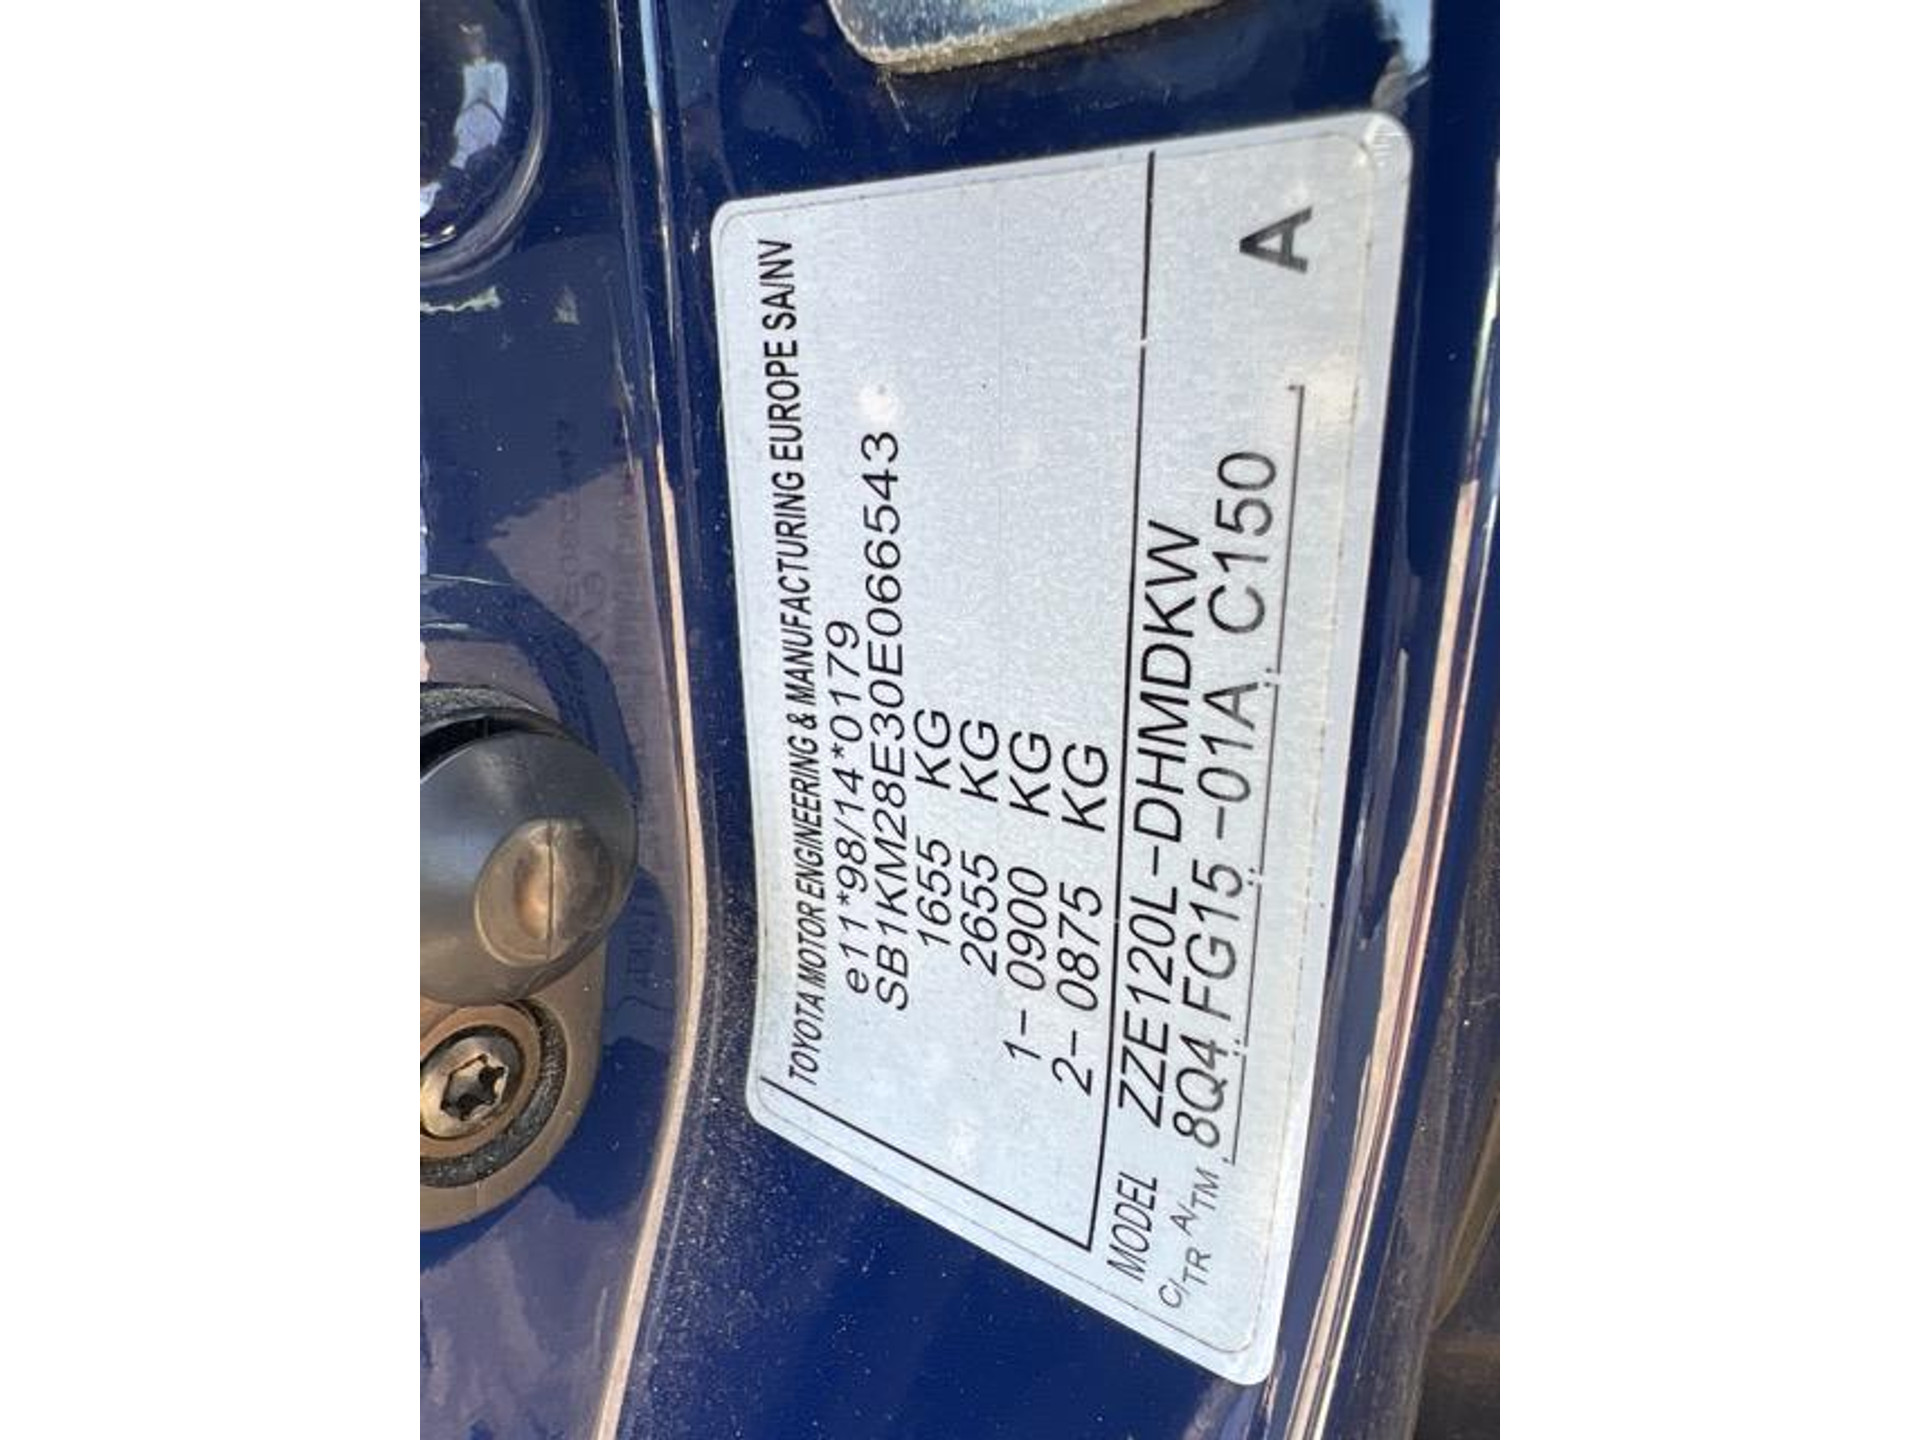 TOYOTA MOTOR ENGINEERING & MANUFACTURING EUROPE SA/NV
e11*98/14*0179
SB1KM28E30E066543
1655 KG
2655 KG
1- 0900 KG
2- 0875 KG
MODEL ZZE120L-DHMDKW
C/TR A/TM 8Q4 FG15 -01A C150
A